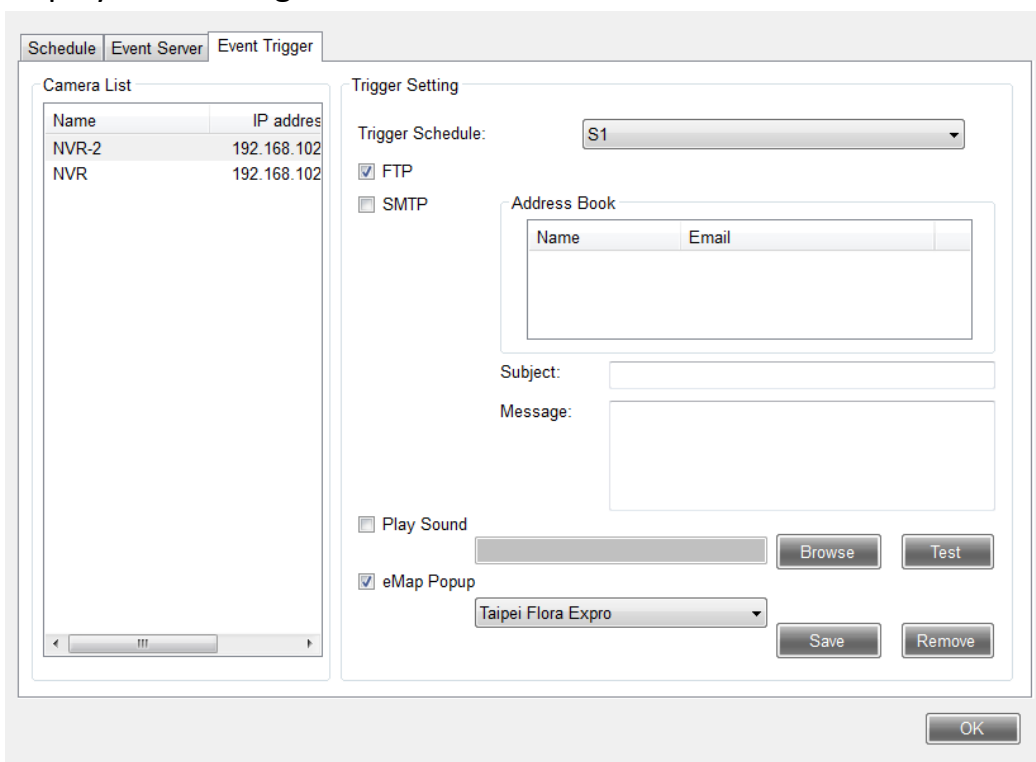 Schedule Event Server Event Trigger
Camera List
Name IP addres
NVR-2 192.168.102
NVR 192.168.102
Trigger Setting
Trigger Schedule: S1
FTP
SMTP
Address Book
Name Email
Subject:
Message:
Play Sound
Browse Test
eMap Popup
Taipei Flora Expro
Save Remove
OK